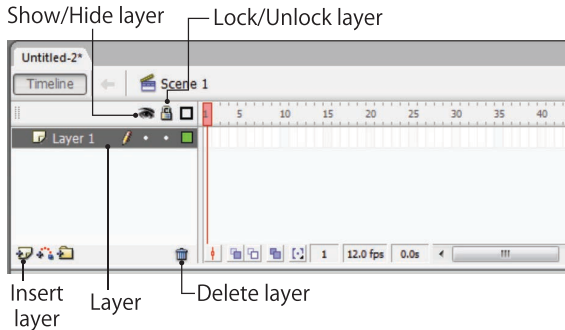 Show/Hide layer
Lock/Unlock layer
Untitled-2*
Timeline
Scene 1
1 5 10 15 20 25 30 35 40
Layer 1
1 12.0 fps 0.0s
Insert layer
Layer
Delete layer